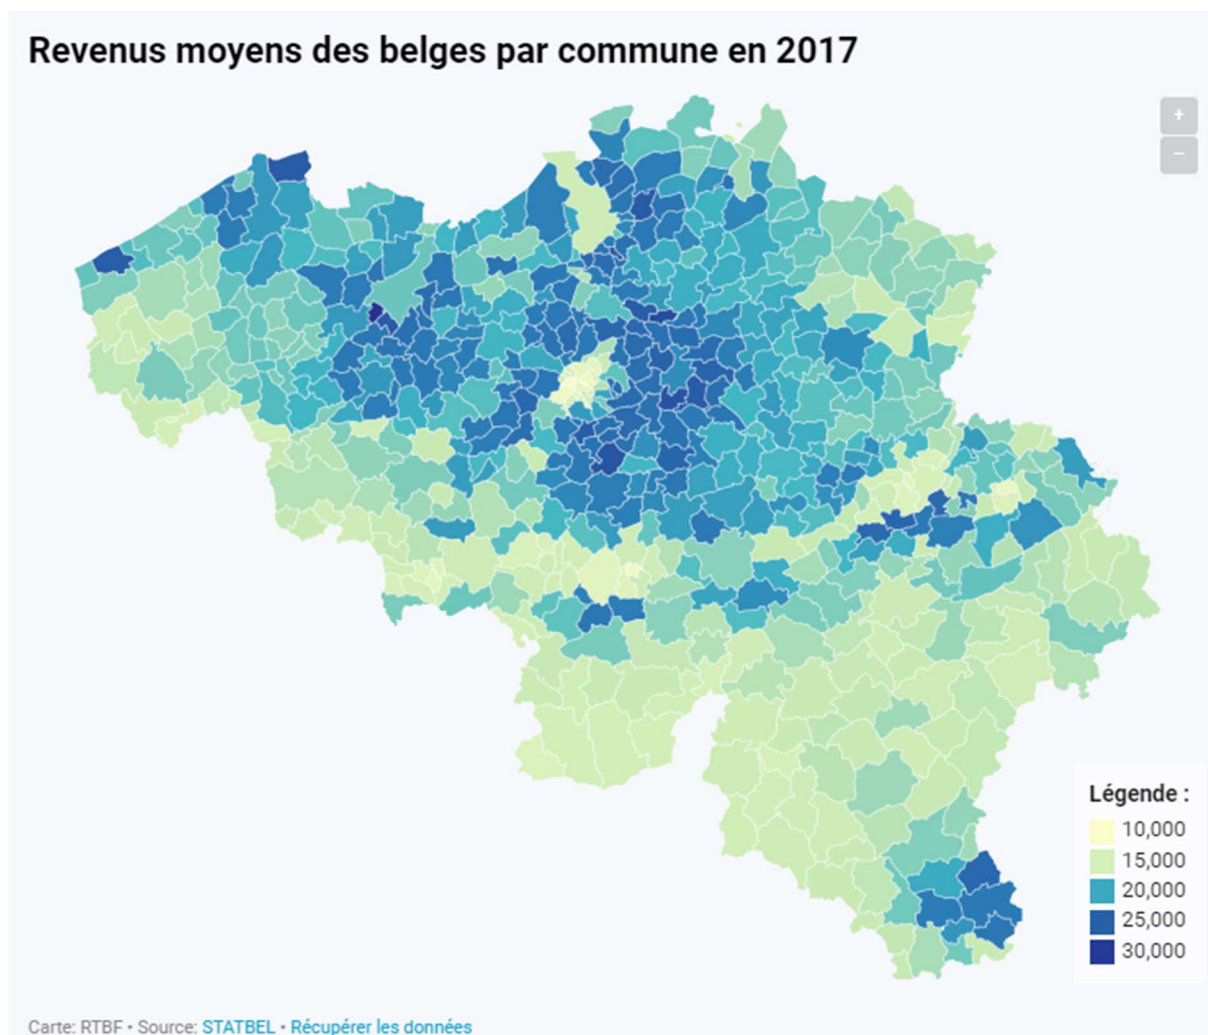 Revenus moyens des belges par commune en 2017
+
−
Légende :
10,000
15,000
20,000
25,000
30,000
Carte: RTBF • Source: STATBEL • Récupérer les données